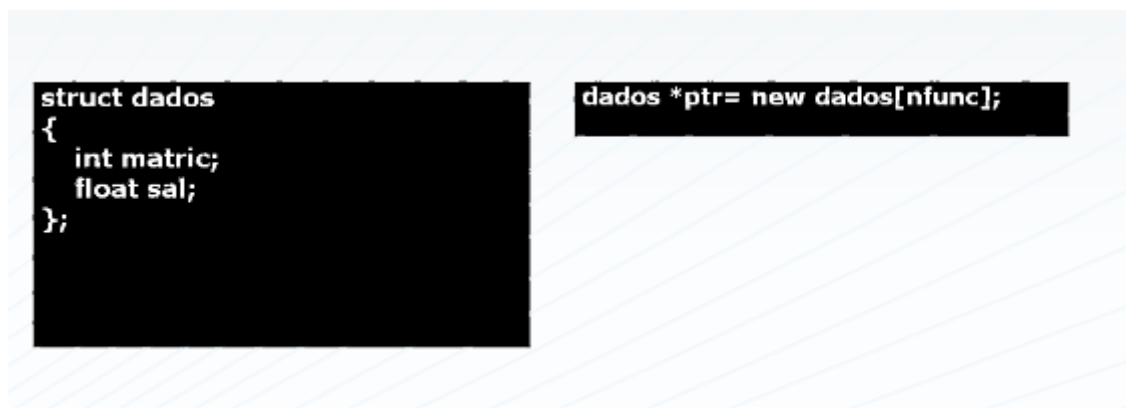 struct dados
{
int matric;
float sal;
};
dados *ptr= new dados[nfunc];